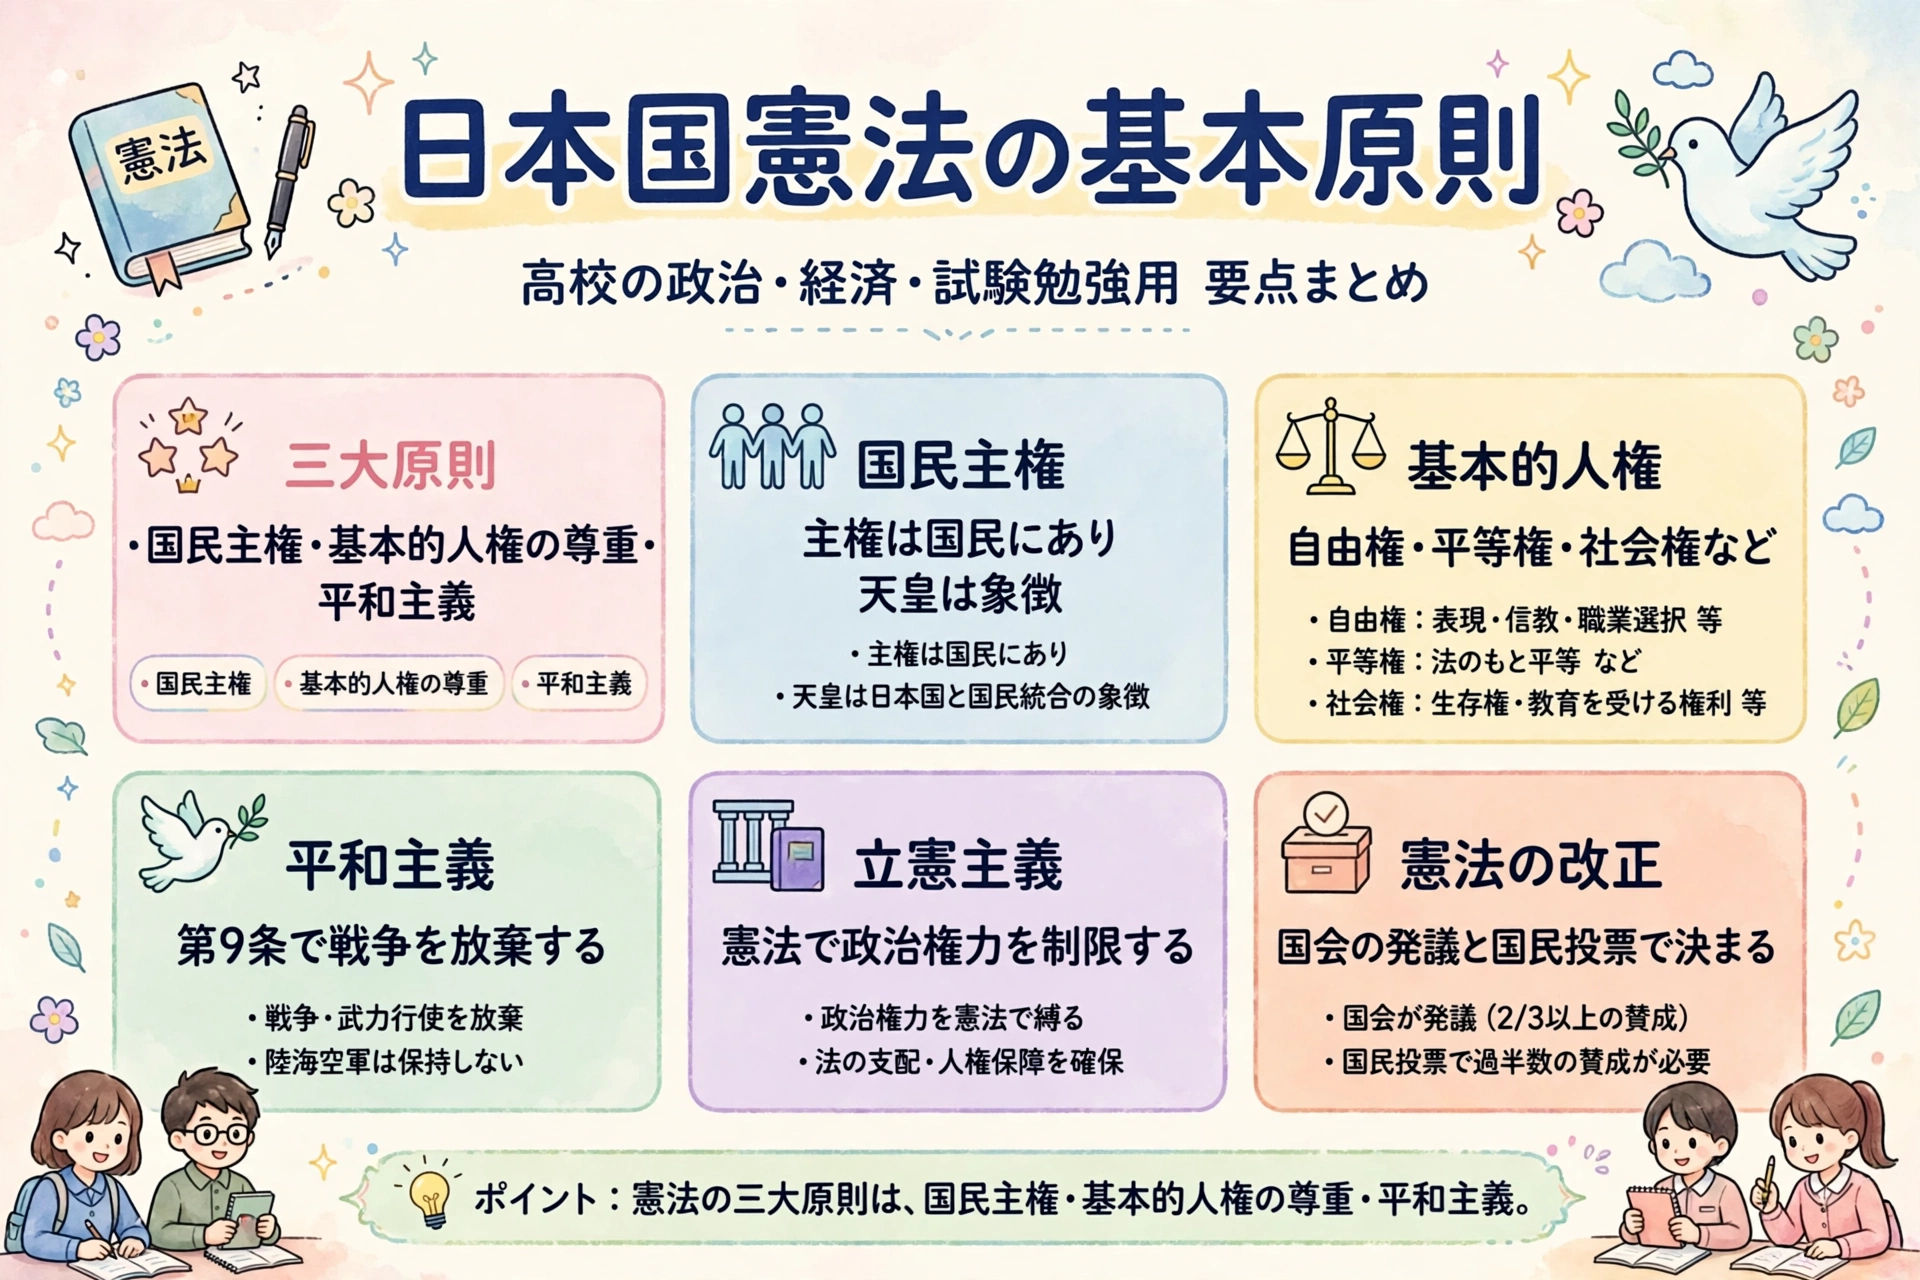 憲法
日本国憲法の基本原則
高校の政治・経済・試験勉強用 要点まとめ
三大原則
・国民主権・基本的人権の尊重・
平和主義
・国民主権 ・基本的人権の尊重 ・平和主義
国民主権
主権は国民にあり
天皇は象徴
・主権は国民にあり
・天皇は日本国と国民統合の象徴
基本的人権
自由権・平等権・社会権など
・自由権：表現・信教・職業選択 等
・平等権：法のもと平等 など
・社会権：生存権・教育を受ける権利 等
平和主義
第9条で戦争を放棄する
・戦争・武力行使を放棄
・陸海空軍は保持しない
立憲主義
憲法で政治権力を制限する
・政治権力を憲法で縛る
・法の支配・人権保障を確保
憲法の改正
国会の発議と国民投票で決まる
・国会が発議（2/3以上の賛成）
・国民投票で過半数の賛成が必要
ポイント：憲法の三大原則は、国民主権・基本的人権の尊重・平和主義。